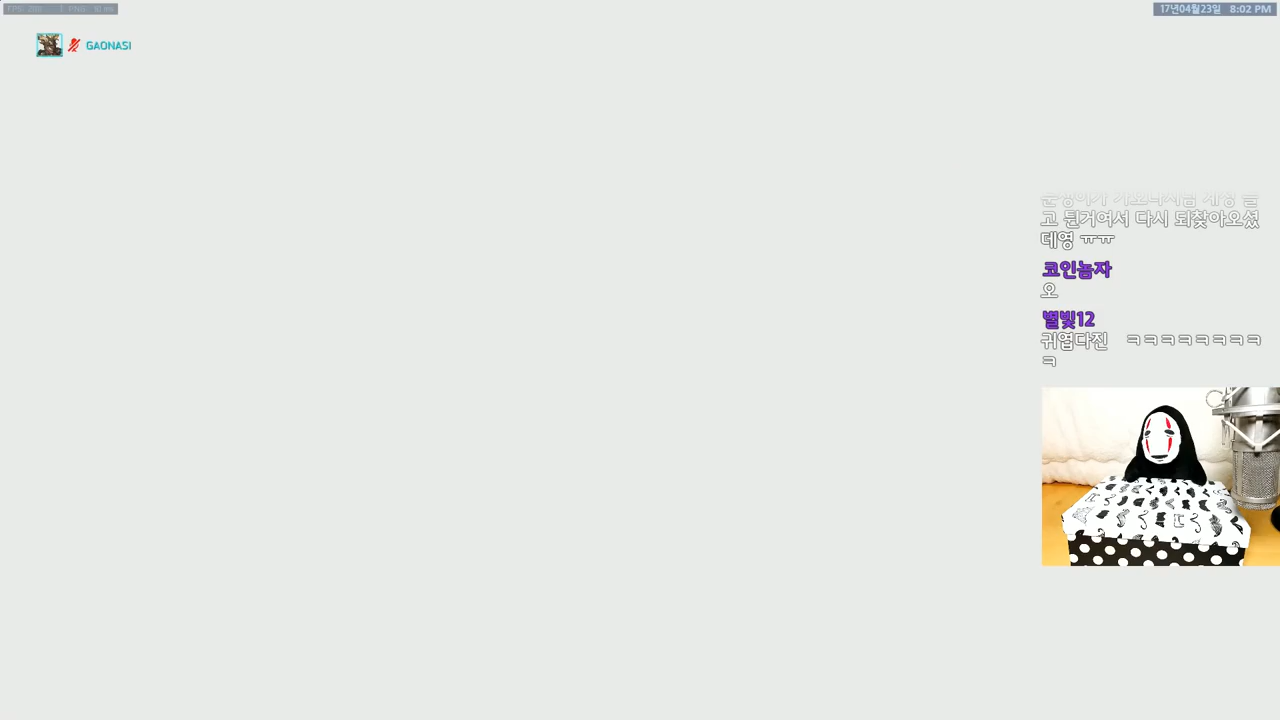 17년04월23일 8:02 PM
GAONASI
고 튄거여서 다시 되찾아오셨
데영 ㅠㅠ
코인놈자
오
별빛12
귀엽다진 ㅋㅋㅋㅋㅋㅋㅋㅋ
ㅋ